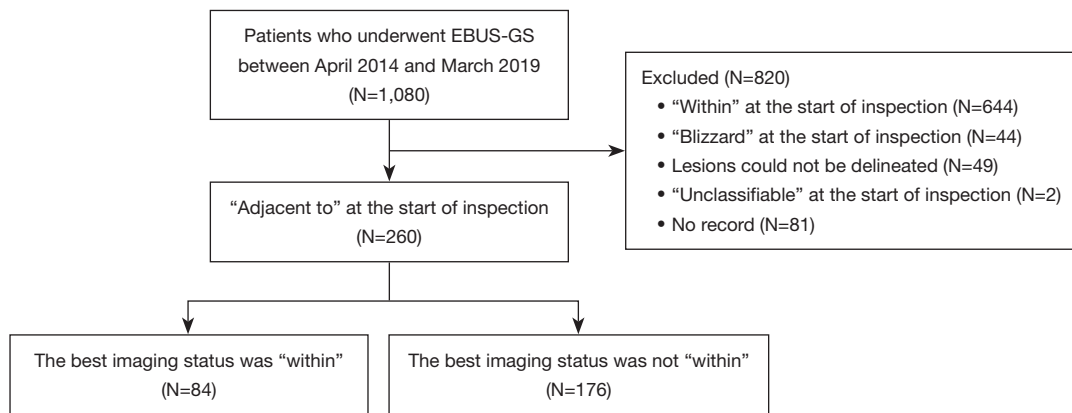 Patients who underwent EBUS-GS
between April 2014 and March 2019
(N=1,080)
Excluded (N=820)
• “Within” at the start of inspection (N=644)
• “Blizzard” at the start of inspection (N=44)
• Lesions could not be delineated (N=49)
• “Unclassifiable” at the start of inspection (N=2)
• No record (N=81)
“Adjacent to” at the start of inspection
(N=260)
The best imaging status was “within”
(N=84)
The best imaging status was not “within”
(N=176)